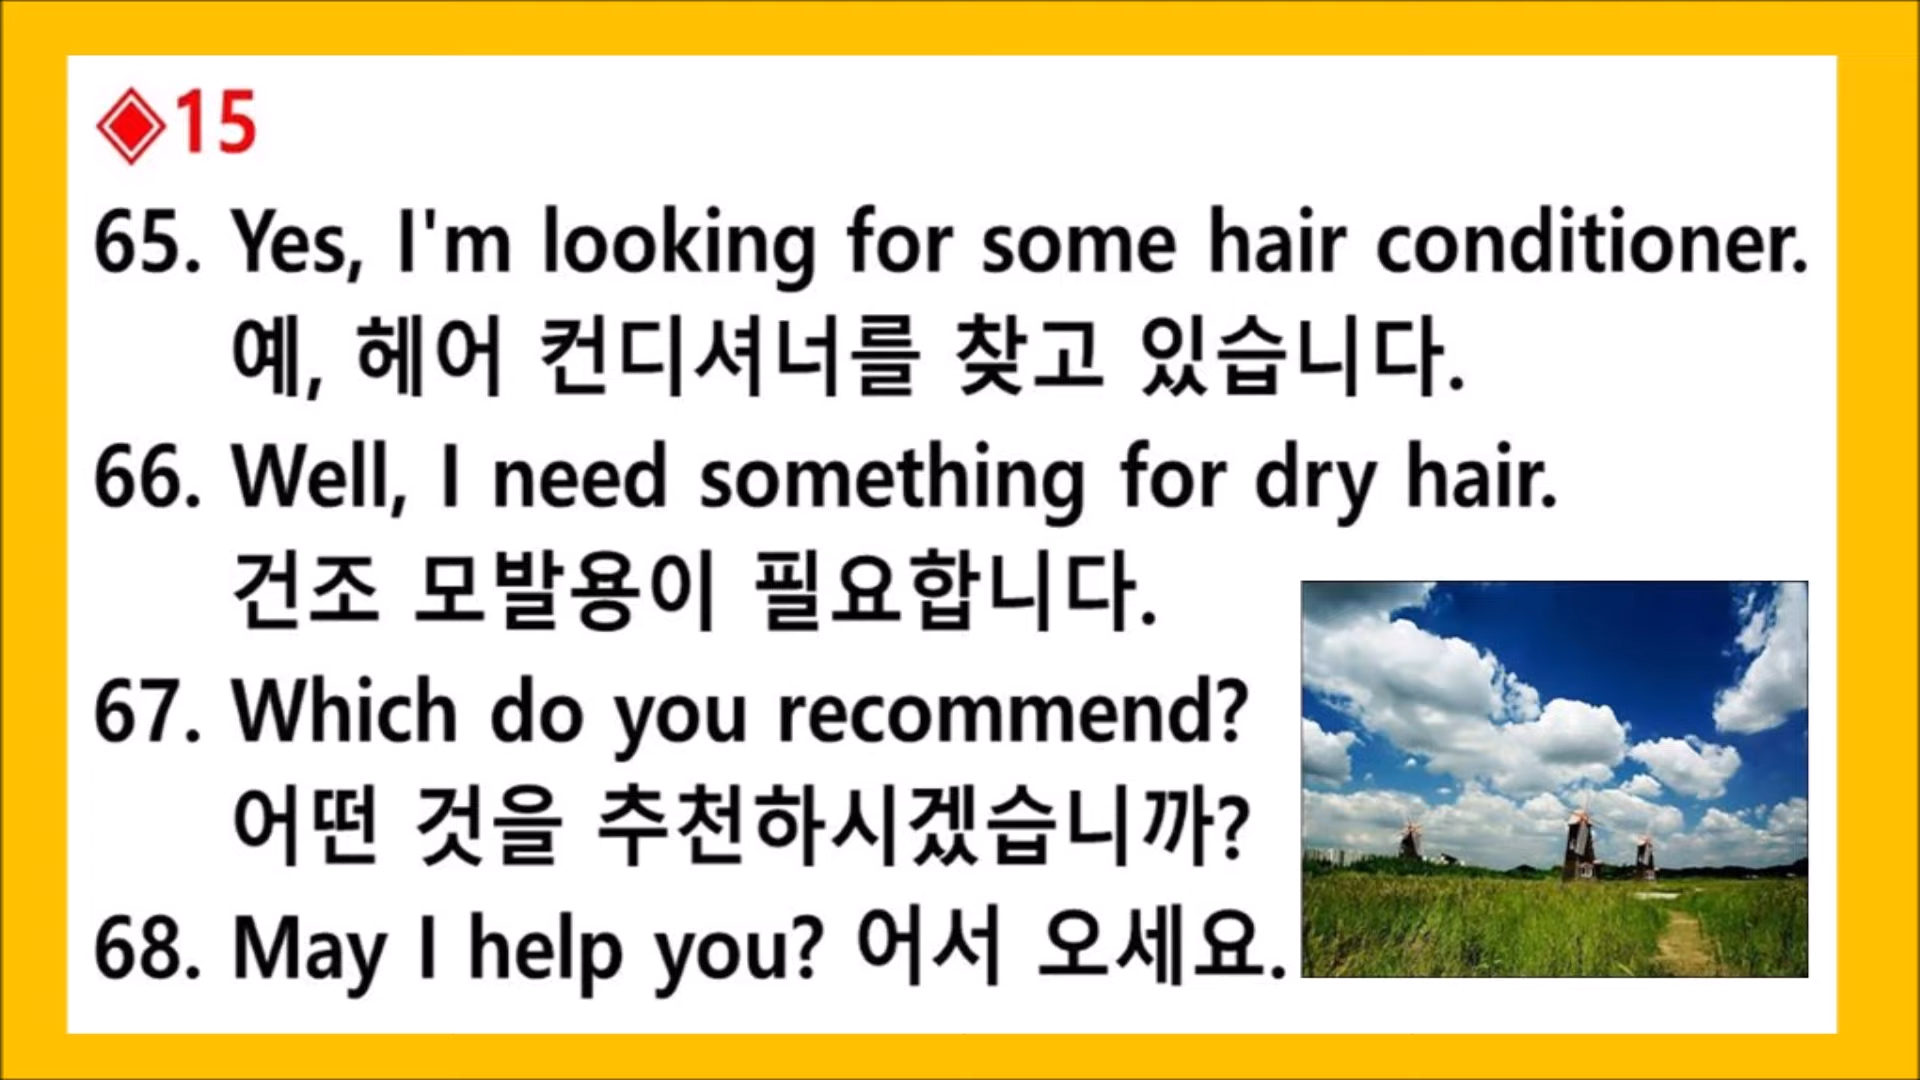 ◈15
65. Yes, I'm looking for some hair conditioner.
예, 헤어 컨디셔너를 찾고 있습니다.
66. Well, I need something for dry hair.
건조 모발용이 필요합니다.
67. Which do you recommend?
어떤 것을 추천하시겠습니까?
68. May I help you? 어서 오세요.